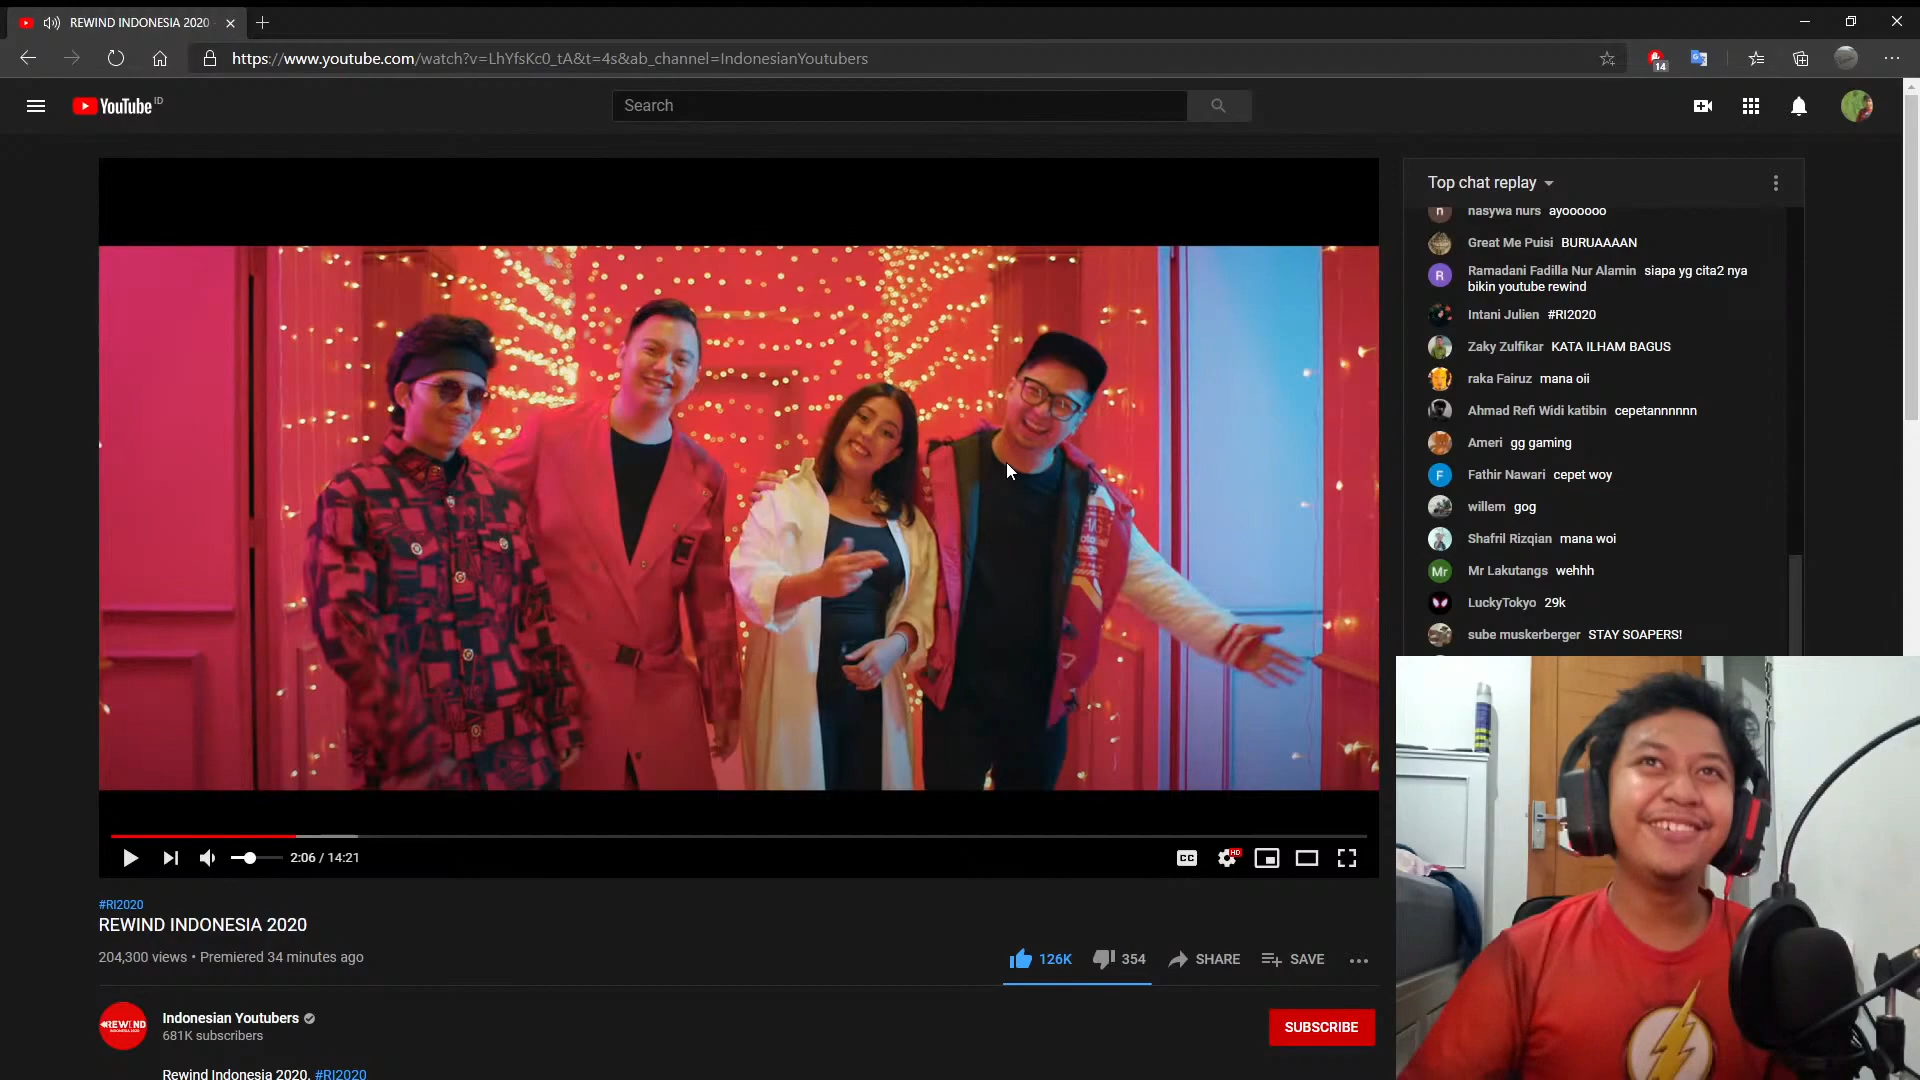 REWIND INDONESIA 2020
https://www.youtube.com/watch?v=LhYfsKc0_tA&t=4s&ab_channel=IndonesianYoutubers
14
YouTube ID
Search
Top chat replay
nasywa nurs ayoooooo
Great Me Puisi BURUAAAAN
R Ramadani Fadilla Nur Alamin siapa yg cita2 nya
bikin youtube rewind
Intani Julien #RI2020
Zaky Zulfikar KATA ILHAM BAGUS
raka Fairuz mana oii
Ahmad Refi Widi katibin cepetannnnnn
Ameri gg gaming
F Fathir Nawari cepet woy
willem gog
Shafril Rizqian mana woi
Mr Mr Lakutangs wehhh
LuckyTokyo 29k
sube muskerberger STAY SOAPERS!
2:06 / 14:21
CC
HD
#RI2020
REWIND INDONESIA 2020
204,300 views • Premiered 34 minutes ago
126K 354 SHARE SAVE
REWIND
Indonesian Youtubers
681K subscribers
SUBSCRIBE
Rewind Indonesia 2020, #RI2020